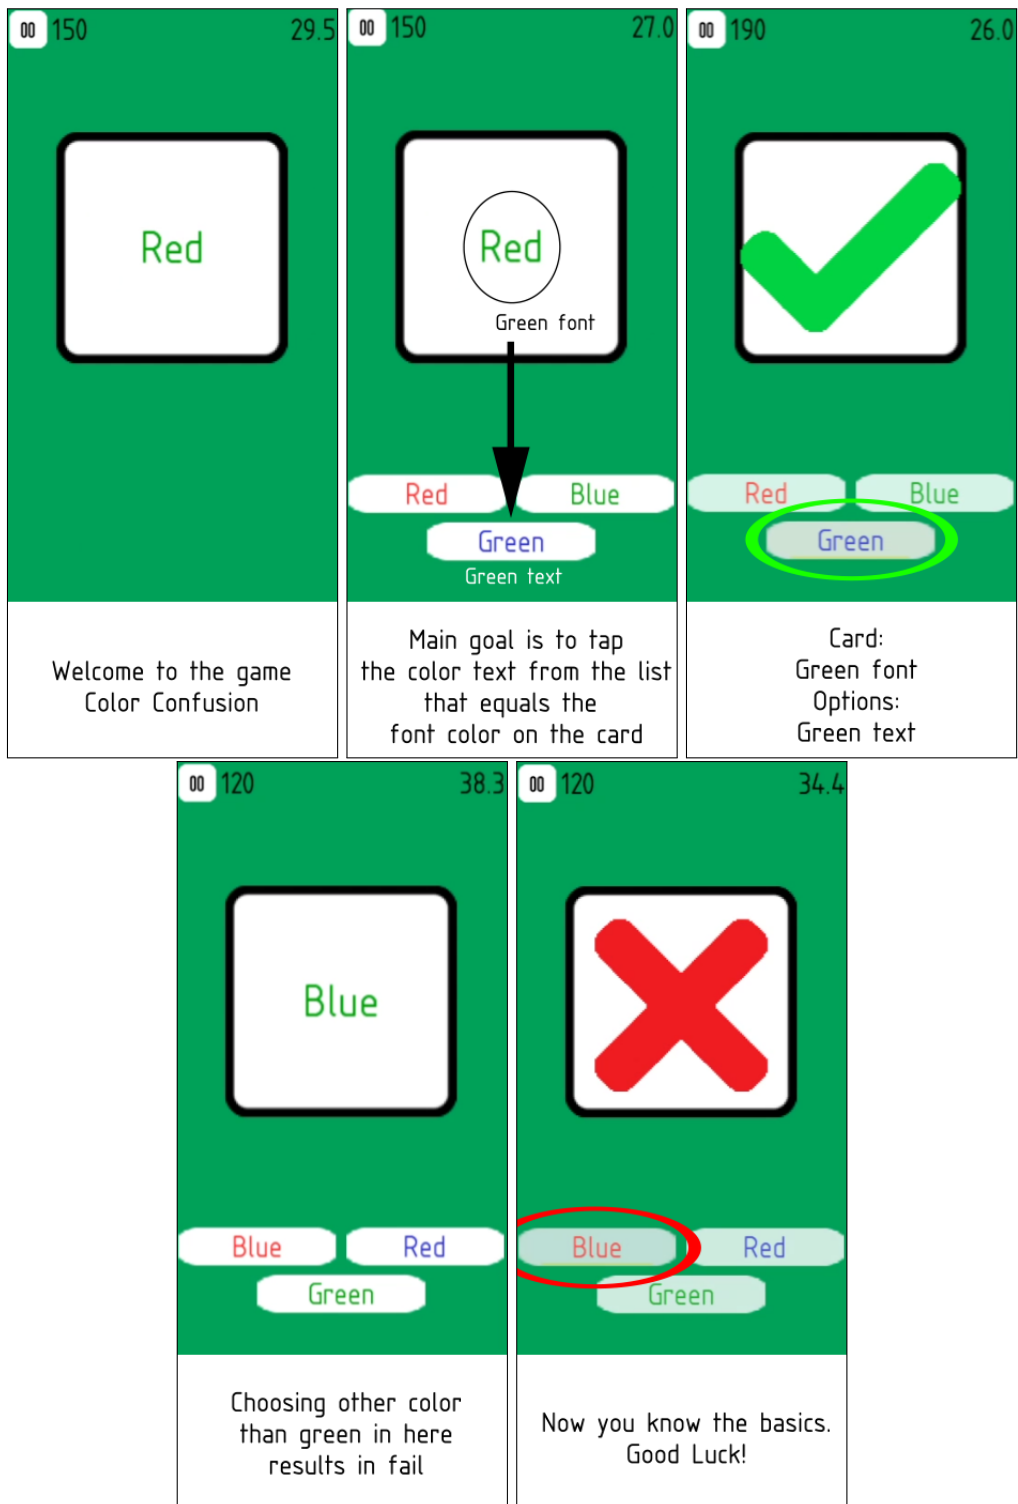 00 150 29.5
Red
Welcome to the game
Color Confusion
00 150 27.0
Red
Green font
Red Blue
Green
Green text
Main goal is to tap
the color text from the list
that equals the
font color on the card
00 190 26.0
Red Blue
Green
Card:
Green font
Options:
Green text
00 120 38.3
Blue
Blue Red
Green
Choosing other color
than green in here
results in fail
00 120 34.4
Blue Red
Green
Now you know the basics.
Good Luck!